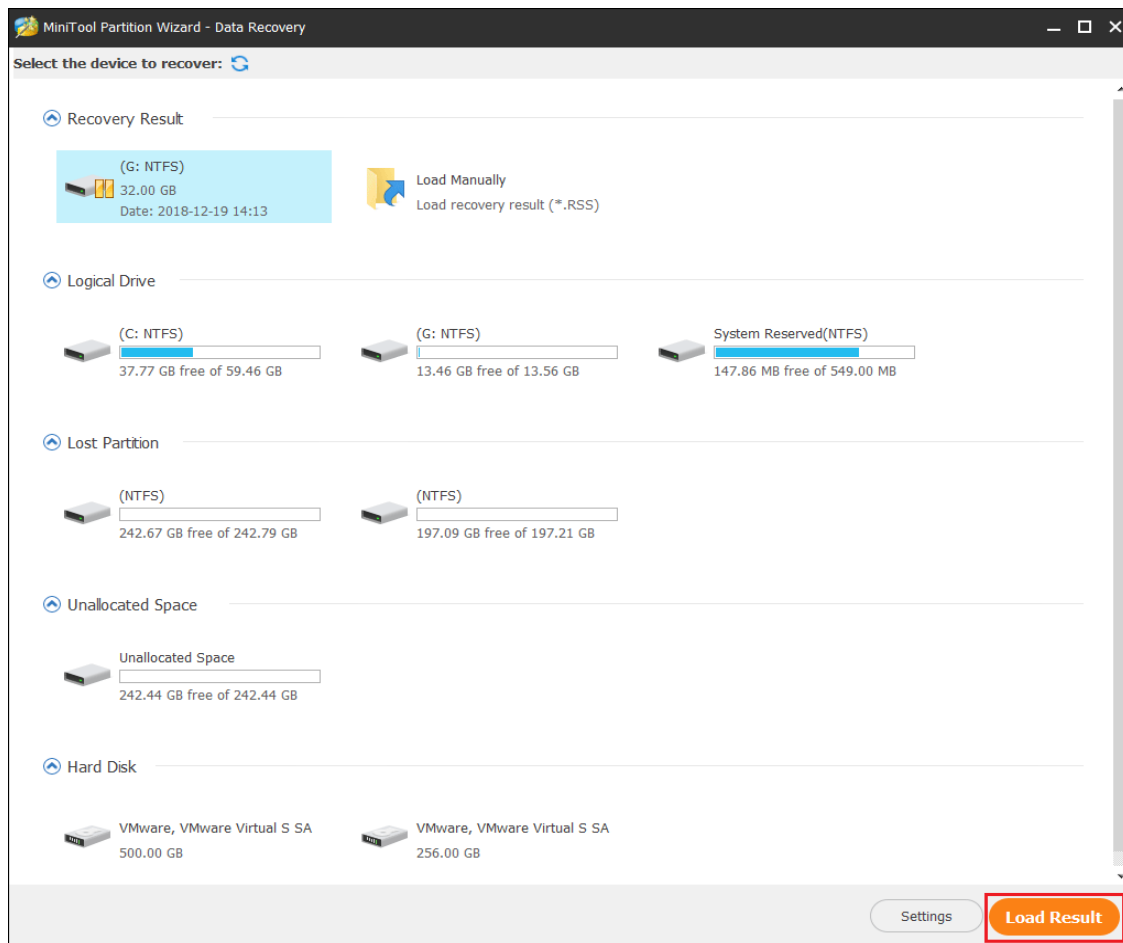 MiniTool Partition Wizard - Data Recovery
Select the device to recover:
Recovery Result
(G: NTFS)
32.00 GB
Date: 2018-12-19 14:13
Load Manually
Load recovery result (*.RSS)
Logical Drive
(C: NTFS)
37.77 GB free of 59.46 GB
(G: NTFS)
13.46 GB free of 13.56 GB
System Reserved(NTFS)
147.86 MB free of 549.00 MB
Lost Partition
(NTFS)
242.67 GB free of 242.79 GB
(NTFS)
197.09 GB free of 197.21 GB
Unallocated Space
Unallocated Space
242.44 GB free of 242.44 GB
Hard Disk
VMware, VMware Virtual S SA
500.00 GB
VMware, VMware Virtual S SA
256.00 GB
Settings
Load Result